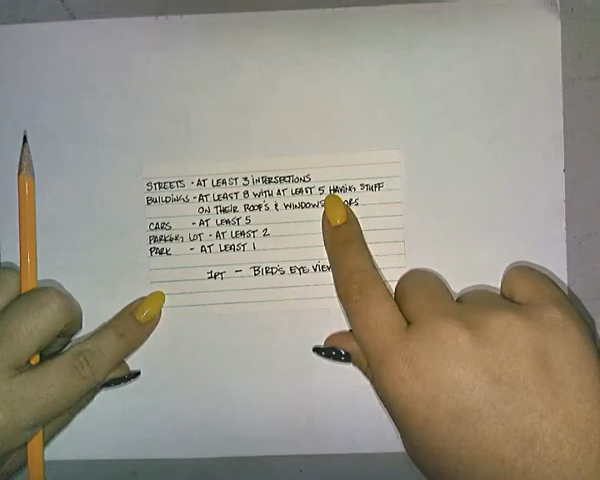 STREETS - AT LEAST 3 INTERSECTIONS
BUILDINGS - AT LEAST 8 WITH AT LEAST 5 HAVING STUFF
ON THEIR ROOF'S & WINDOWS
CARS - AT LEAST 5
PARKING LOT - AT LEAST 2
PARK - AT LEAST 1
1PT - BIRD'S EYE VIEW